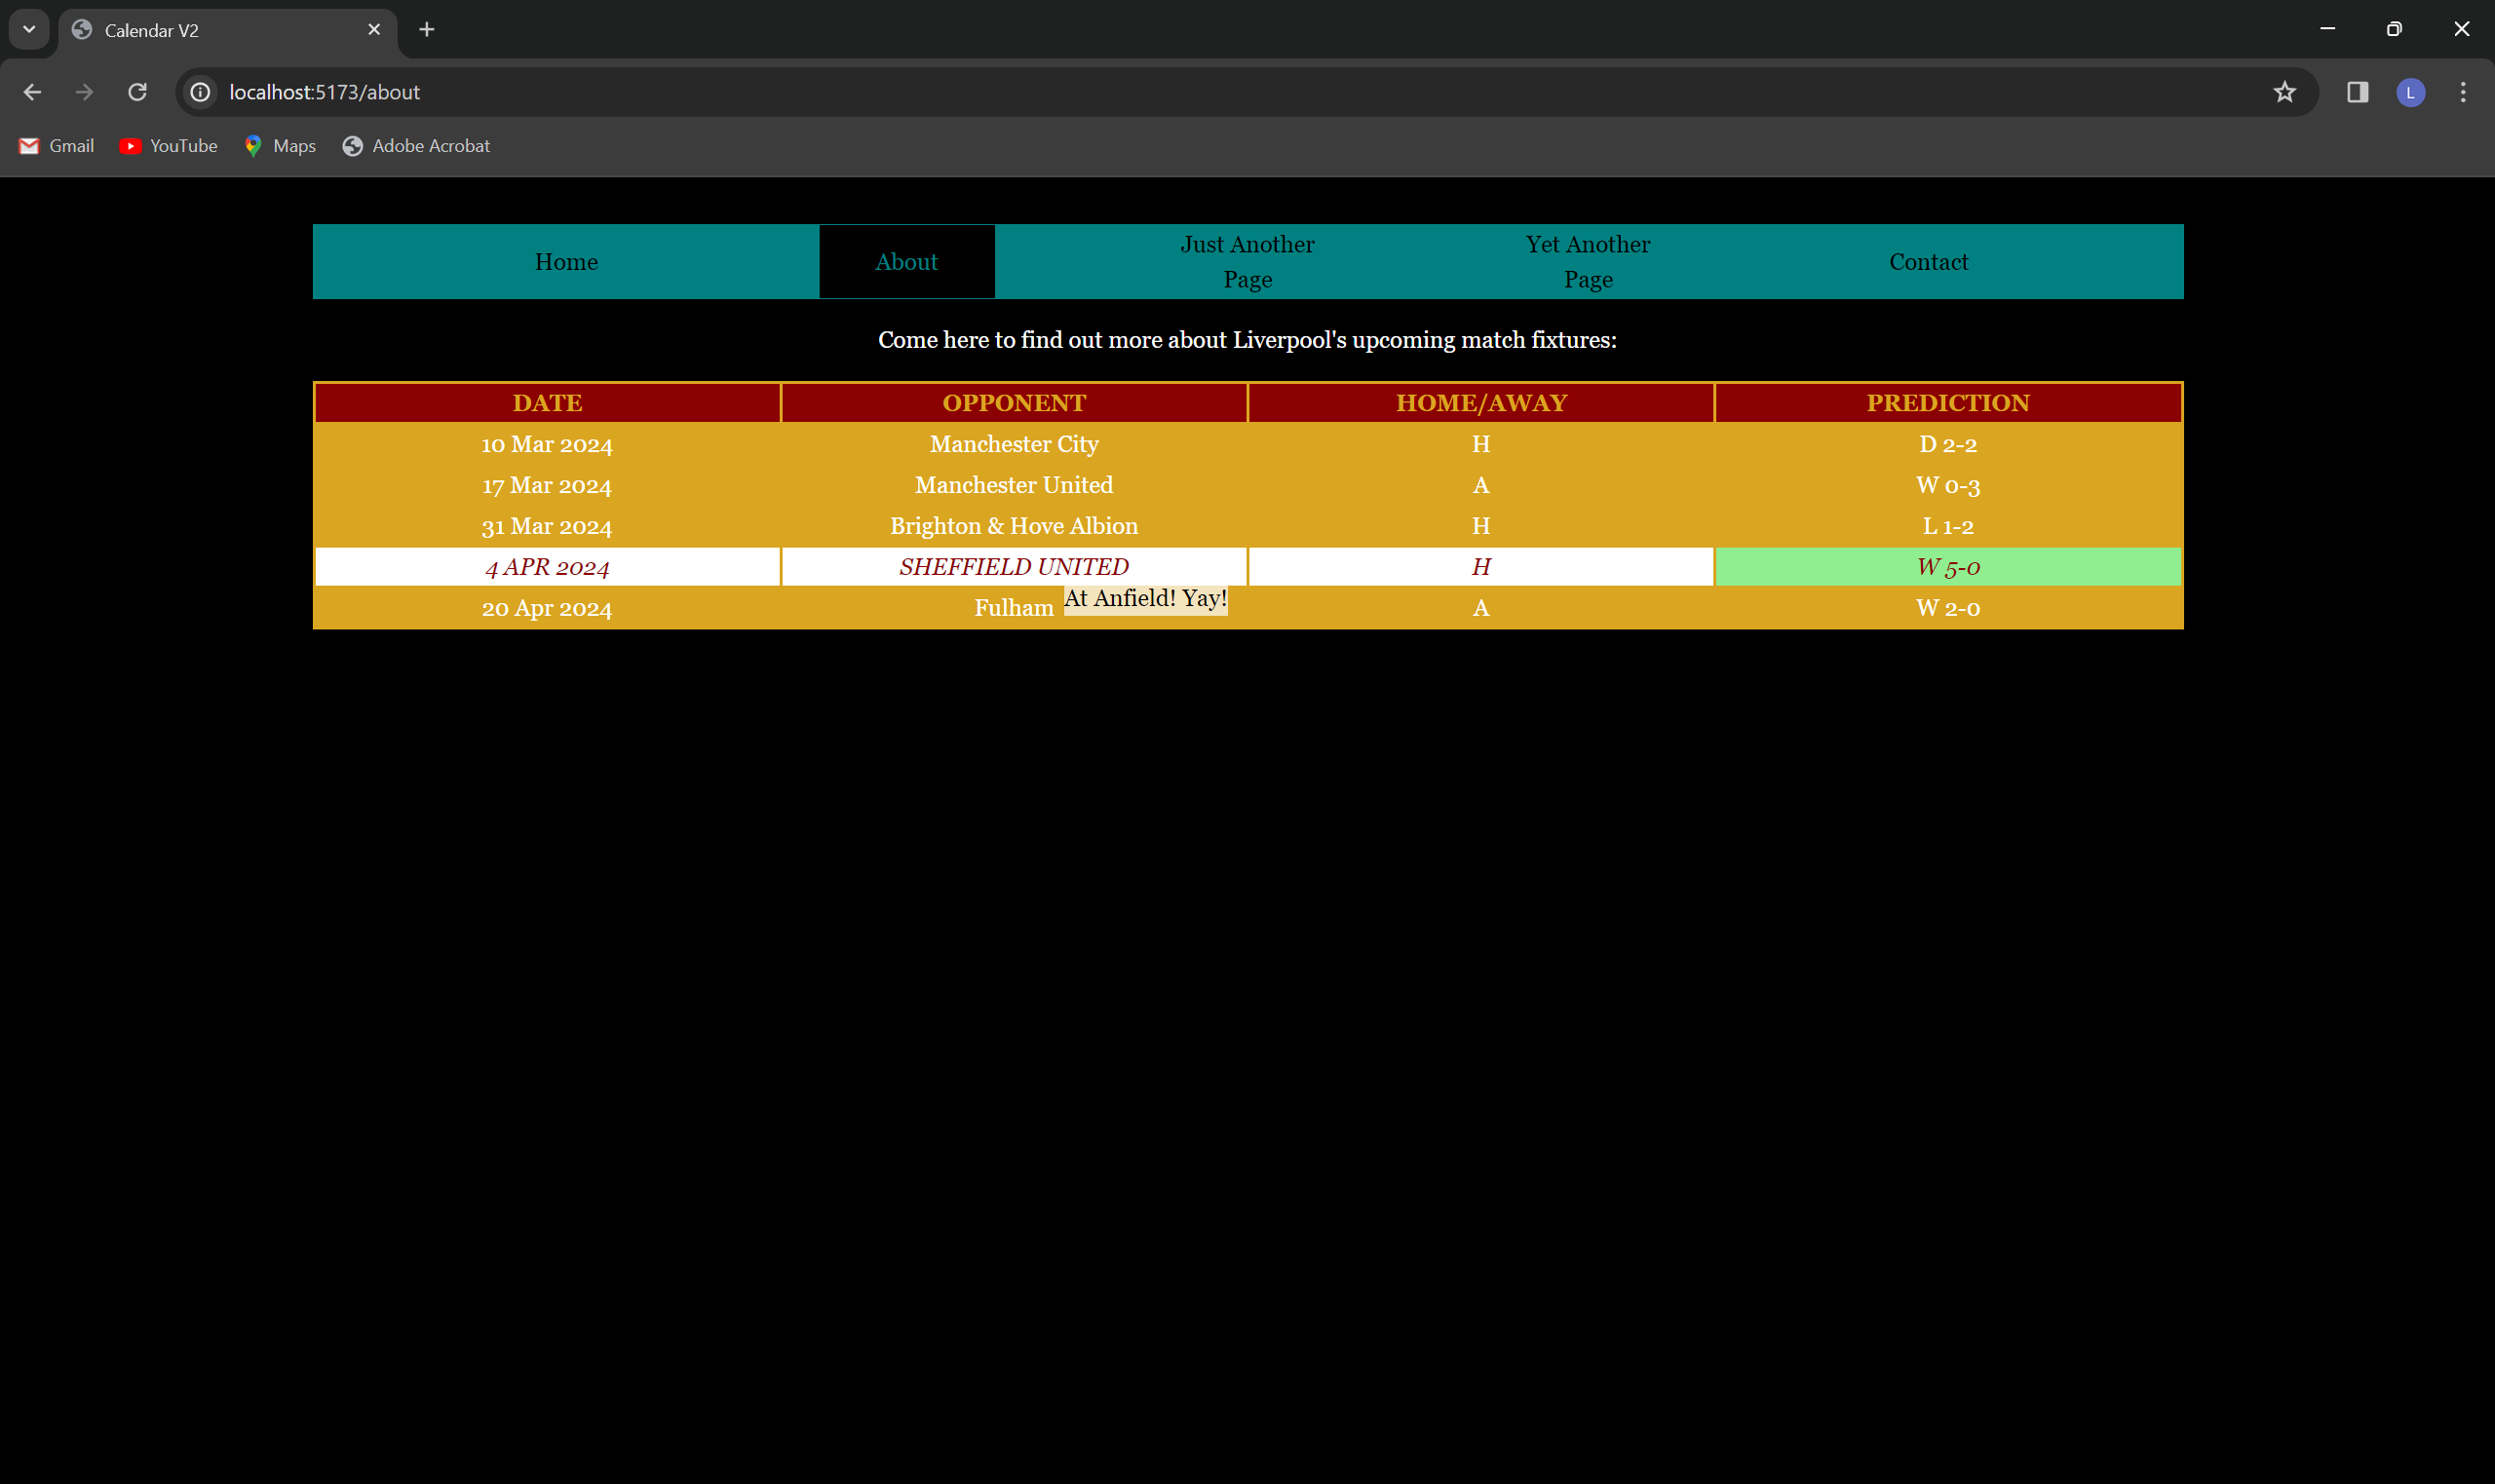 Calendar V2
localhost:5173/about
Gmail YouTube Maps Adobe Acrobat
L
Home About Just Another Page Yet Another Page Contact
Come here to find out more about Liverpool's upcoming match fixtures:
DATE OPPONENT HOME/AWAY PREDICTION
10 Mar 2024 Manchester City H D 2-2
17 Mar 2024 Manchester United A W 0-3
31 Mar 2024 Brighton & Hove Albion H L 1-2
4 APR 2024 SHEFFIELD UNITED H W 5-0
At Anfield! Yay!
20 Apr 2024 Fulham A W 2-0